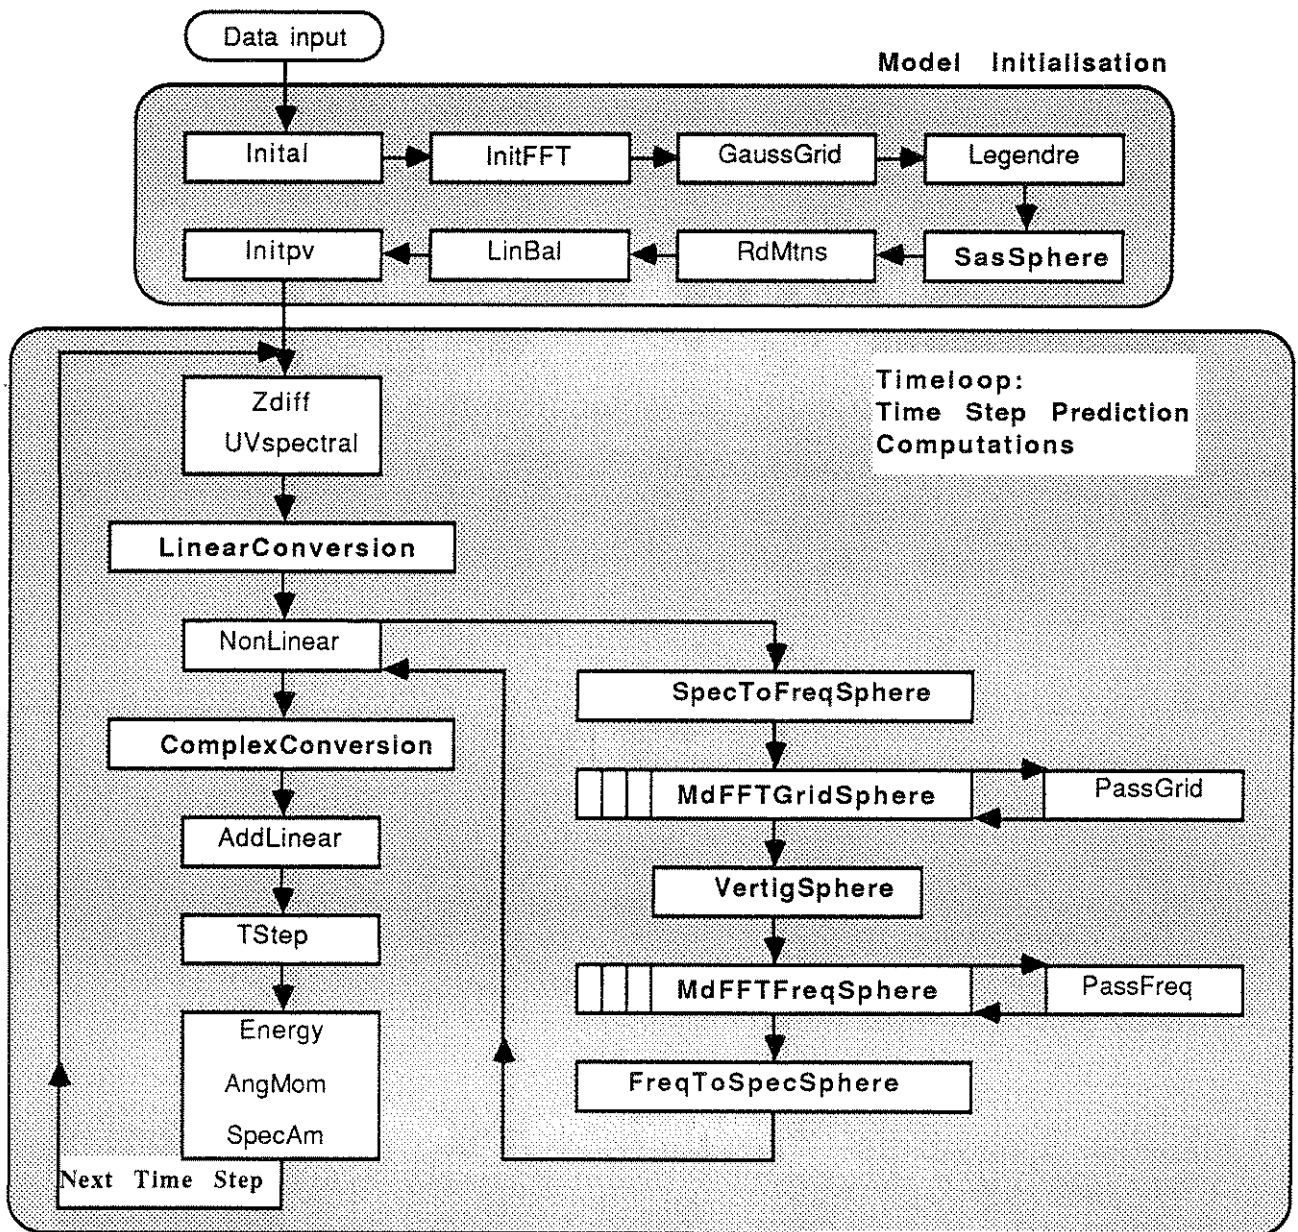 Data input
Model Initialisation
Inital
InitFFT
GaussGrid
Legendre
Initpv
LinBal
RdMtns
SasSphere
Timeloop:
Time Step Prediction
Computations
Zdiff
UVspectral
LinearConversion
NonLinear
SpecToFreqSphere
ComplexConversion
MdFFTGridSphere
PassGrid
AddLinear
VertigSphere
TStep
MdFFTFreqSphere
PassFreq
Energy
AngMom
SpecAm
FreqToSpecSphere
Next Time Step